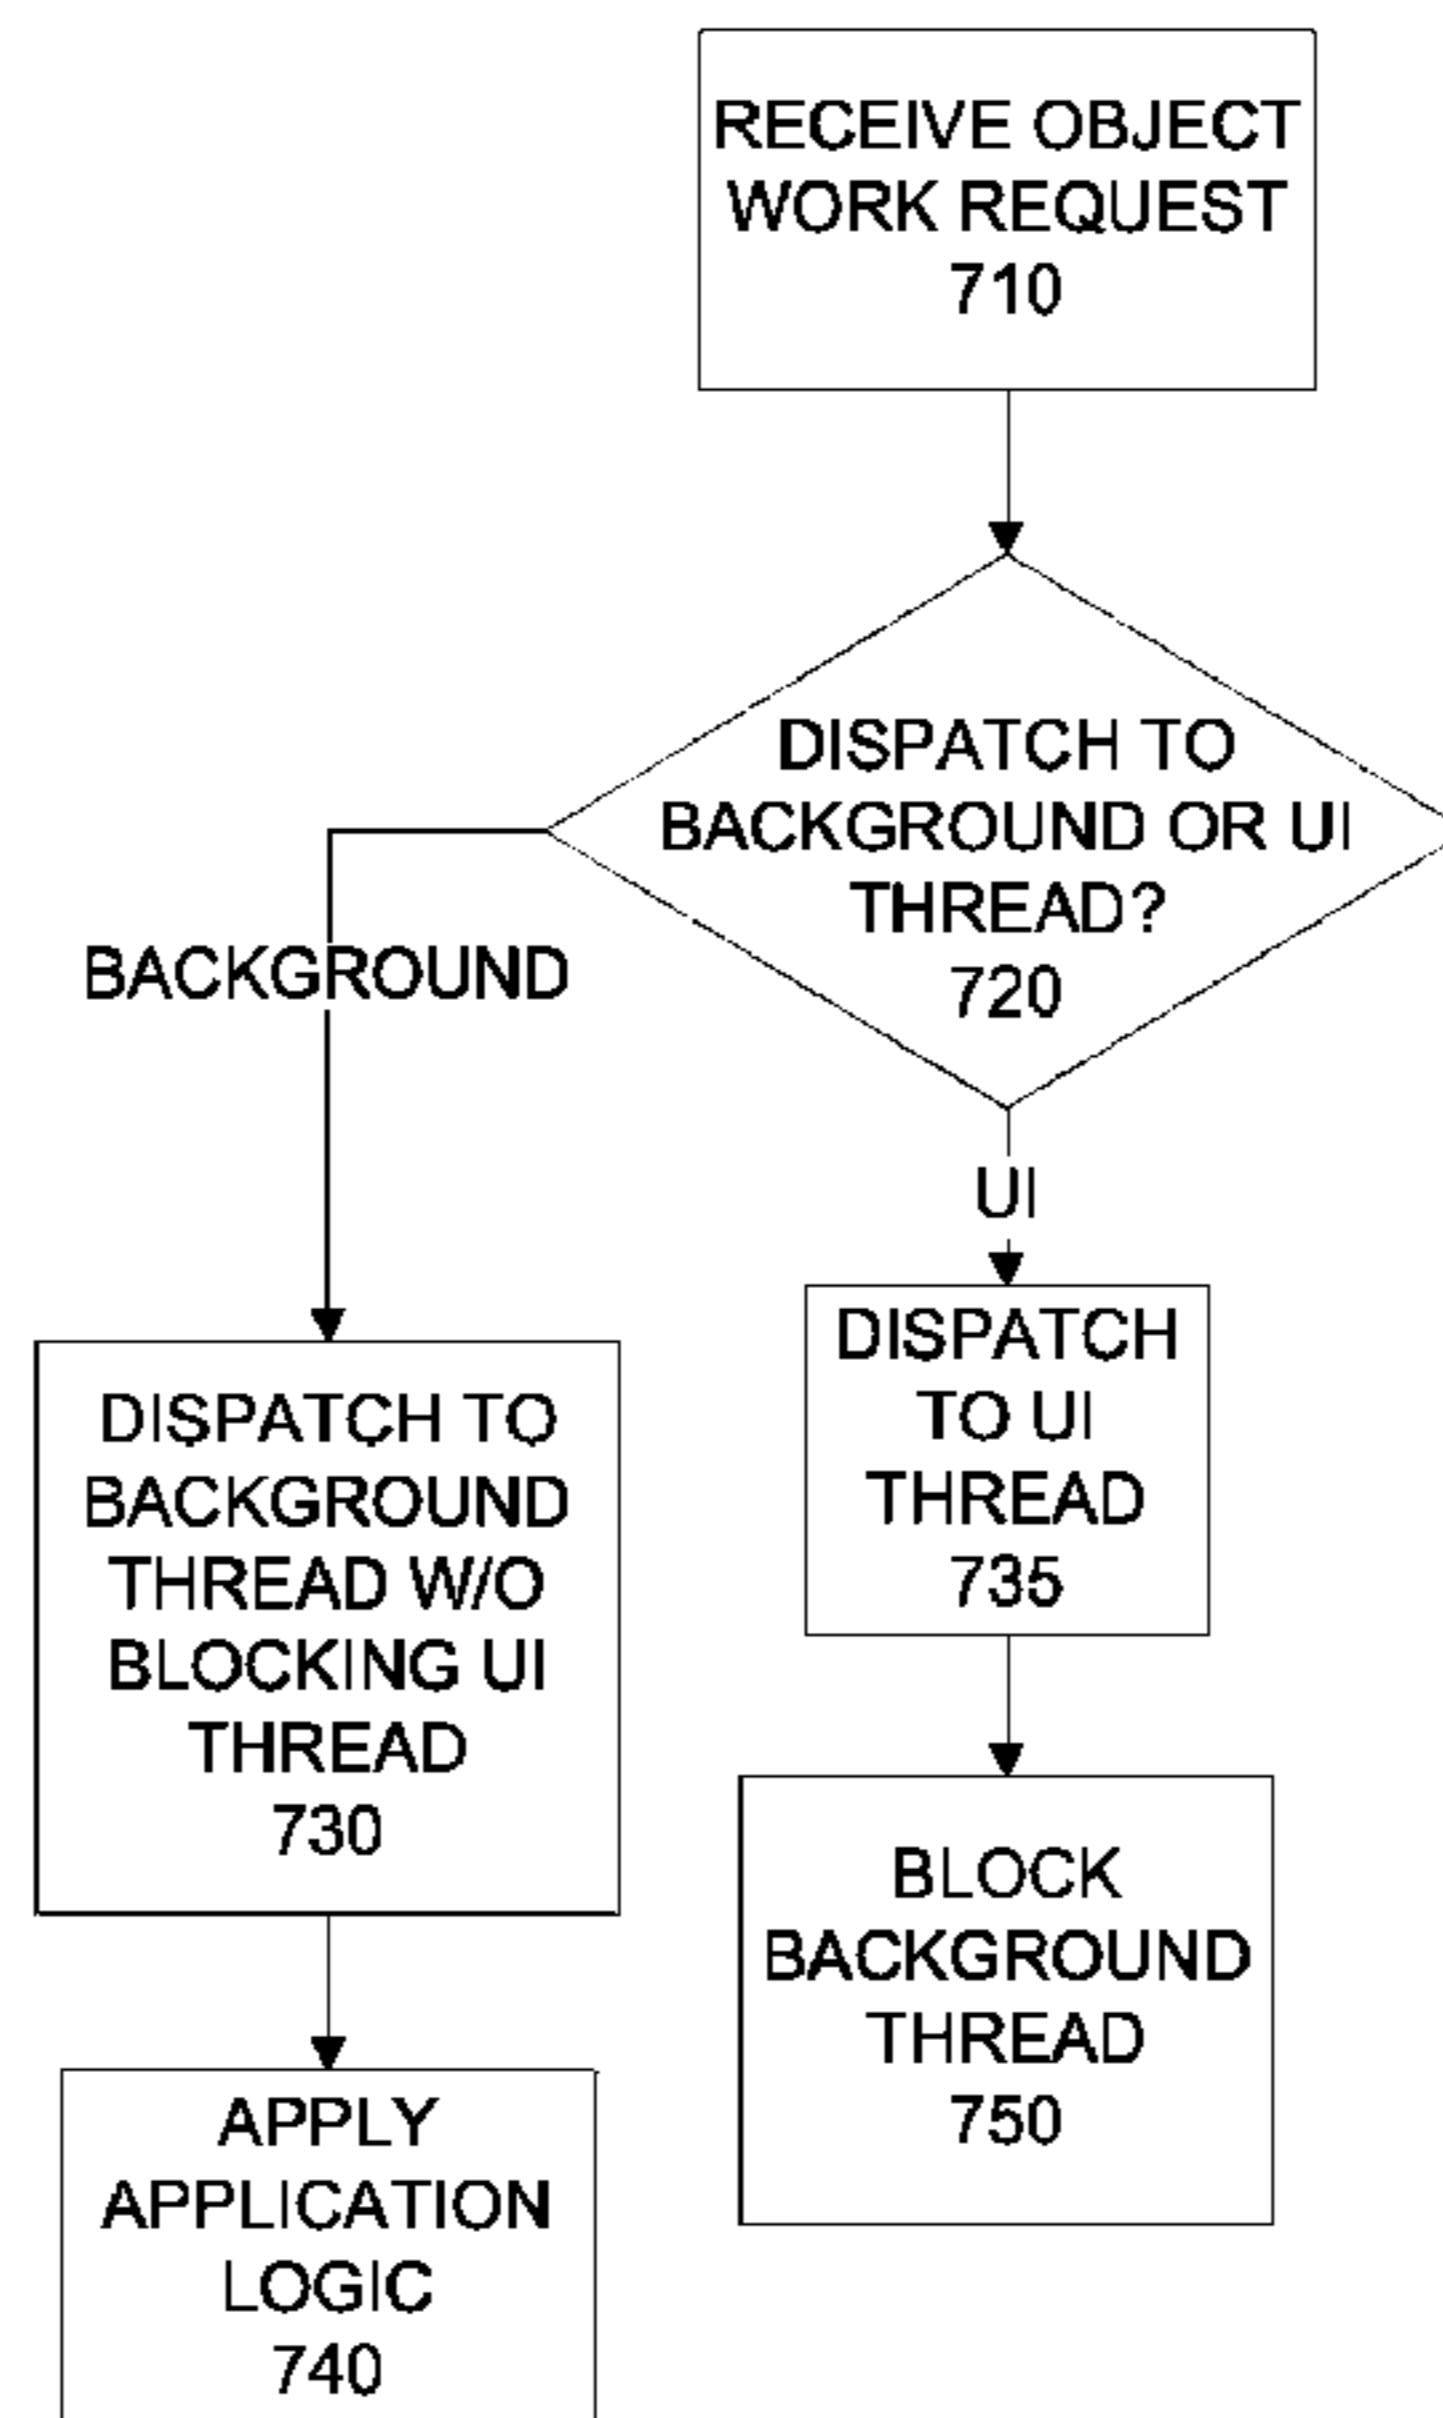 RECEIVE OBJECT
WORK REQUEST
710
DISPATCH TO
BACKGROUND OR UI
THREAD?
720
BACKGROUND
UI
DISPATCH TO
BACKGROUND
THREAD W/O
BLOCKING UI
THREAD
730
DISPATCH
TO UI
THREAD
735
BLOCK
BACKGROUND
THREAD
750
APPLY
APPLICATION
LOGIC
740